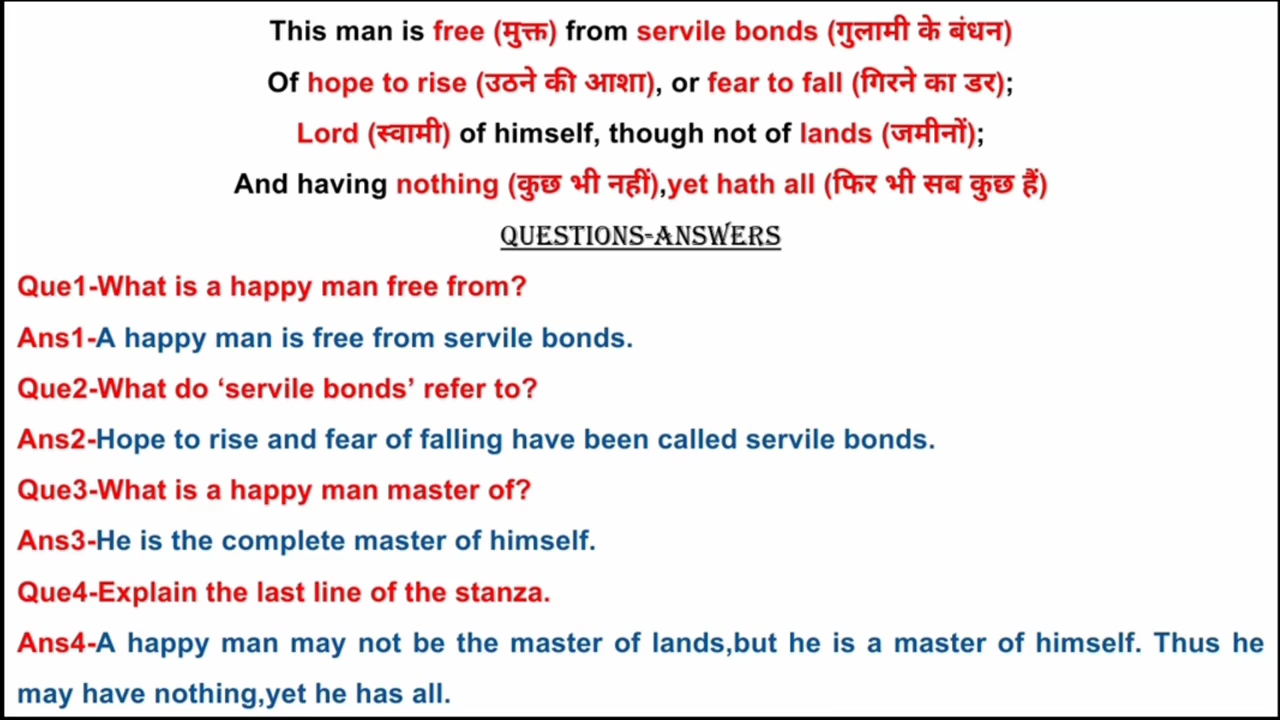 This man is free (मुक्त) from servile bonds (गुलामी के बंधन)
Of hope to rise (उठने की आशा), or fear to fall (गिरने का डर);
Lord (स्वामी) of himself, though not of lands (जमीनों);
And having nothing (कुछ भी नहीं),yet hath all (फिर भी सब कुछ हैं)
QUESTIONS-ANSWERS
Que1-What is a happy man free from?
Ans1-A happy man is free from servile bonds.
Que2-What do ‘servile bonds’ refer to?
Ans2-Hope to rise and fear of falling have been called servile bonds.
Que3-What is a happy man master of?
Ans3-He is the complete master of himself.
Que4-Explain the last line of the stanza.
Ans4-A happy man may not be the master of lands,but he is a master of himself. Thus he
may have nothing,yet he has all.